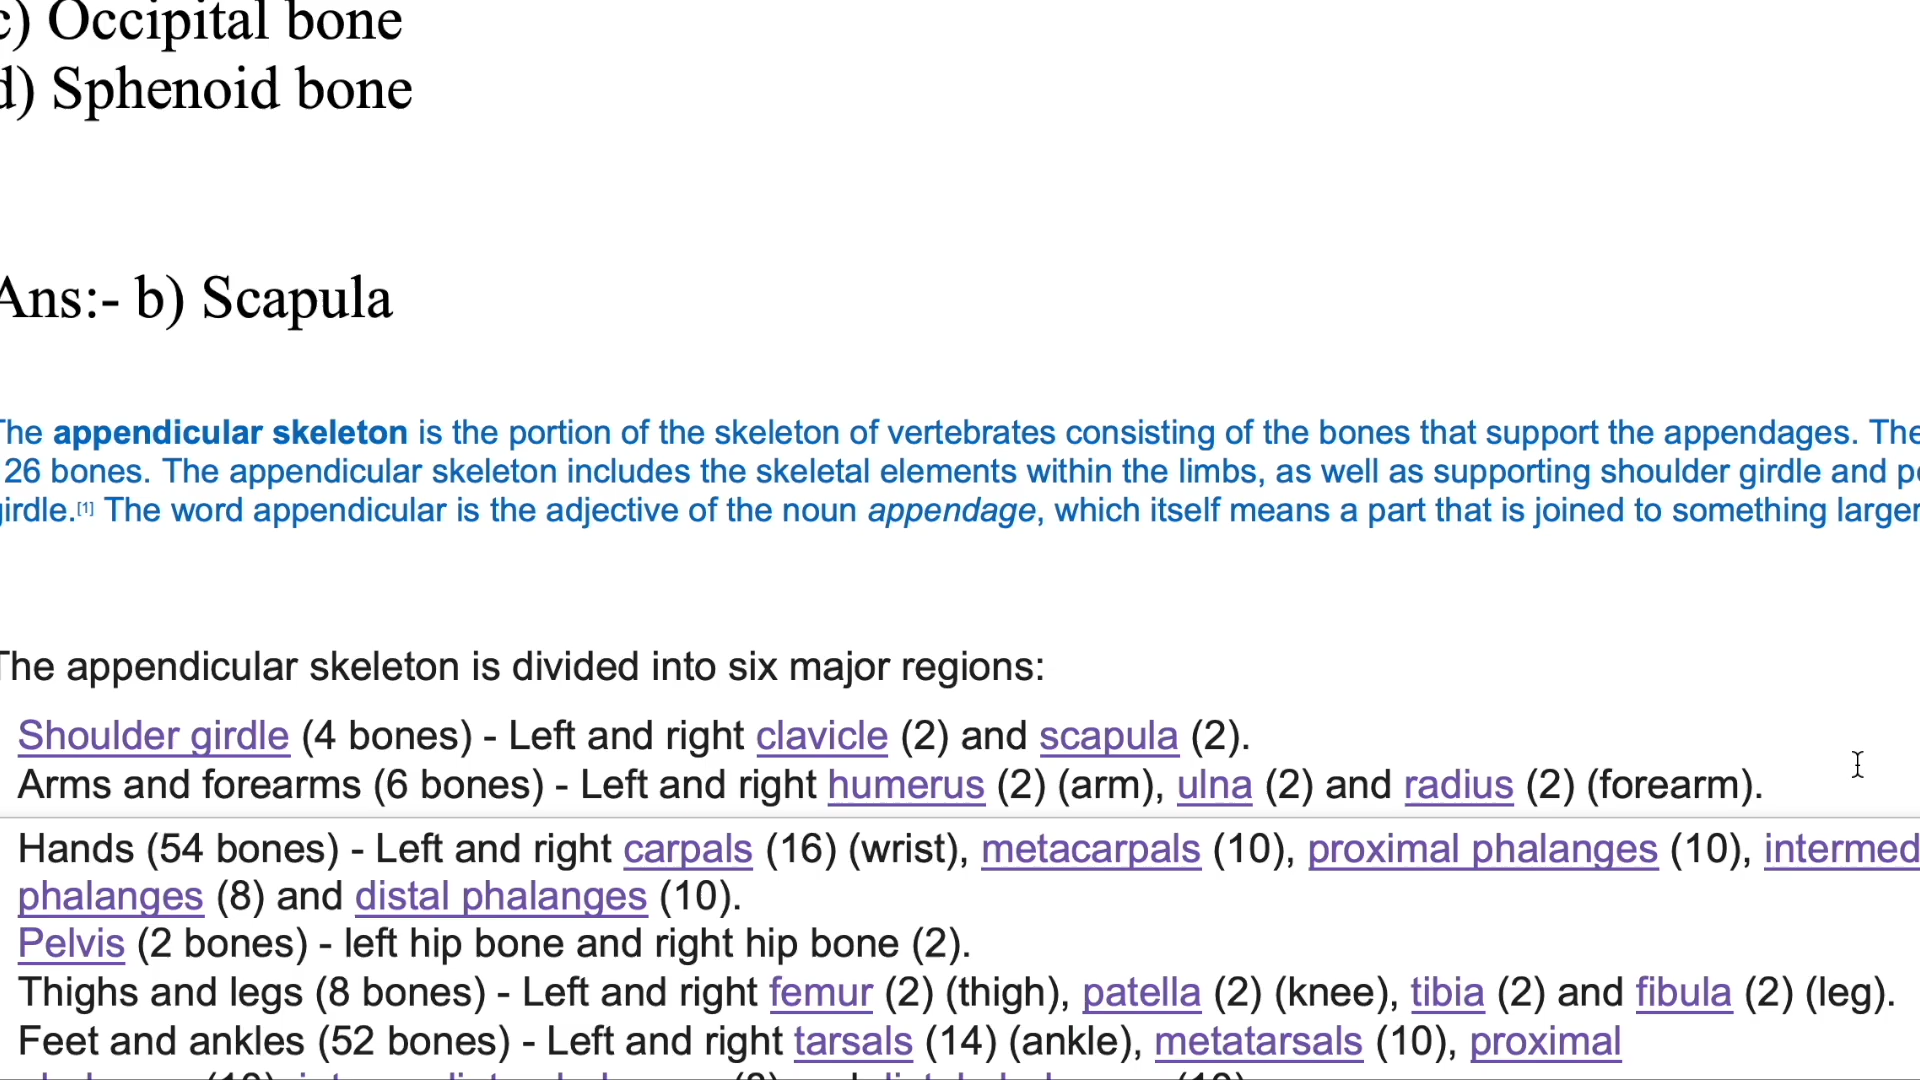 c) Occipital bone
d) Sphenoid bone
Ans:- b) Scapula
The appendicular skeleton is the portion of the skeleton of vertebrates consisting of the bones that support the appendages. The
26 bones. The appendicular skeleton includes the skeletal elements within the limbs, as well as supporting shoulder girdle and
girdle.[1] The word appendicular is the adjective of the noun appendage, which itself means a part that is joined to something larger
The appendicular skeleton is divided into six major regions:
Shoulder girdle (4 bones) - Left and right clavicle (2) and scapula (2).
Arms and forearms (6 bones) - Left and right humerus (2) (arm), ulna (2) and radius (2) (forearm).
Hands (54 bones) - Left and right carpals (16) (wrist), metacarpals (10), proximal phalanges (10), intermed
phalanges (8) and distal phalanges (10).
Pelvis (2 bones) - left hip bone and right hip bone (2).
Thighs and legs (8 bones) - Left and right femur (2) (thigh), patella (2) (knee), tibia (2) and fibula (2) (leg).
Feet and ankles (52 bones) - Left and right tarsals (14) (ankle), metatarsals (10), proximal